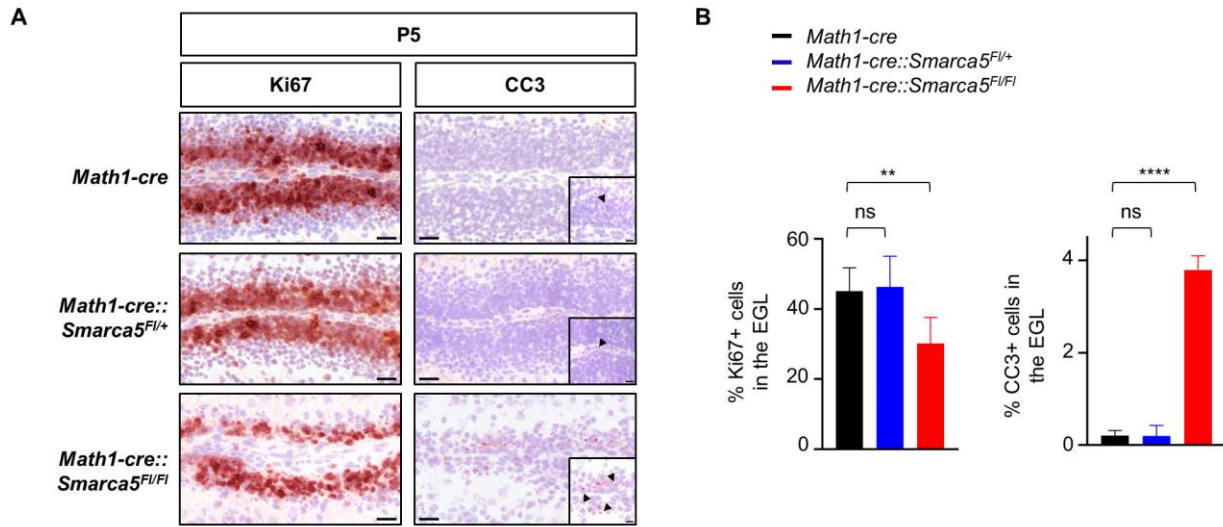 A
P5
Ki67
CC3
Math1-cre
Math1-cre::
Smarca5Fl/+
Math1-cre::
Smarca5Fl/Fl
B
Math1-cre
Math1-cre::Smarca5Fl/+
Math1-cre::Smarca5Fl/Fl
**
ns
60
40
20
0
% Ki67+ cells
in the EGL
****
ns
4
2
0
% CC3+ cells in
the EGL